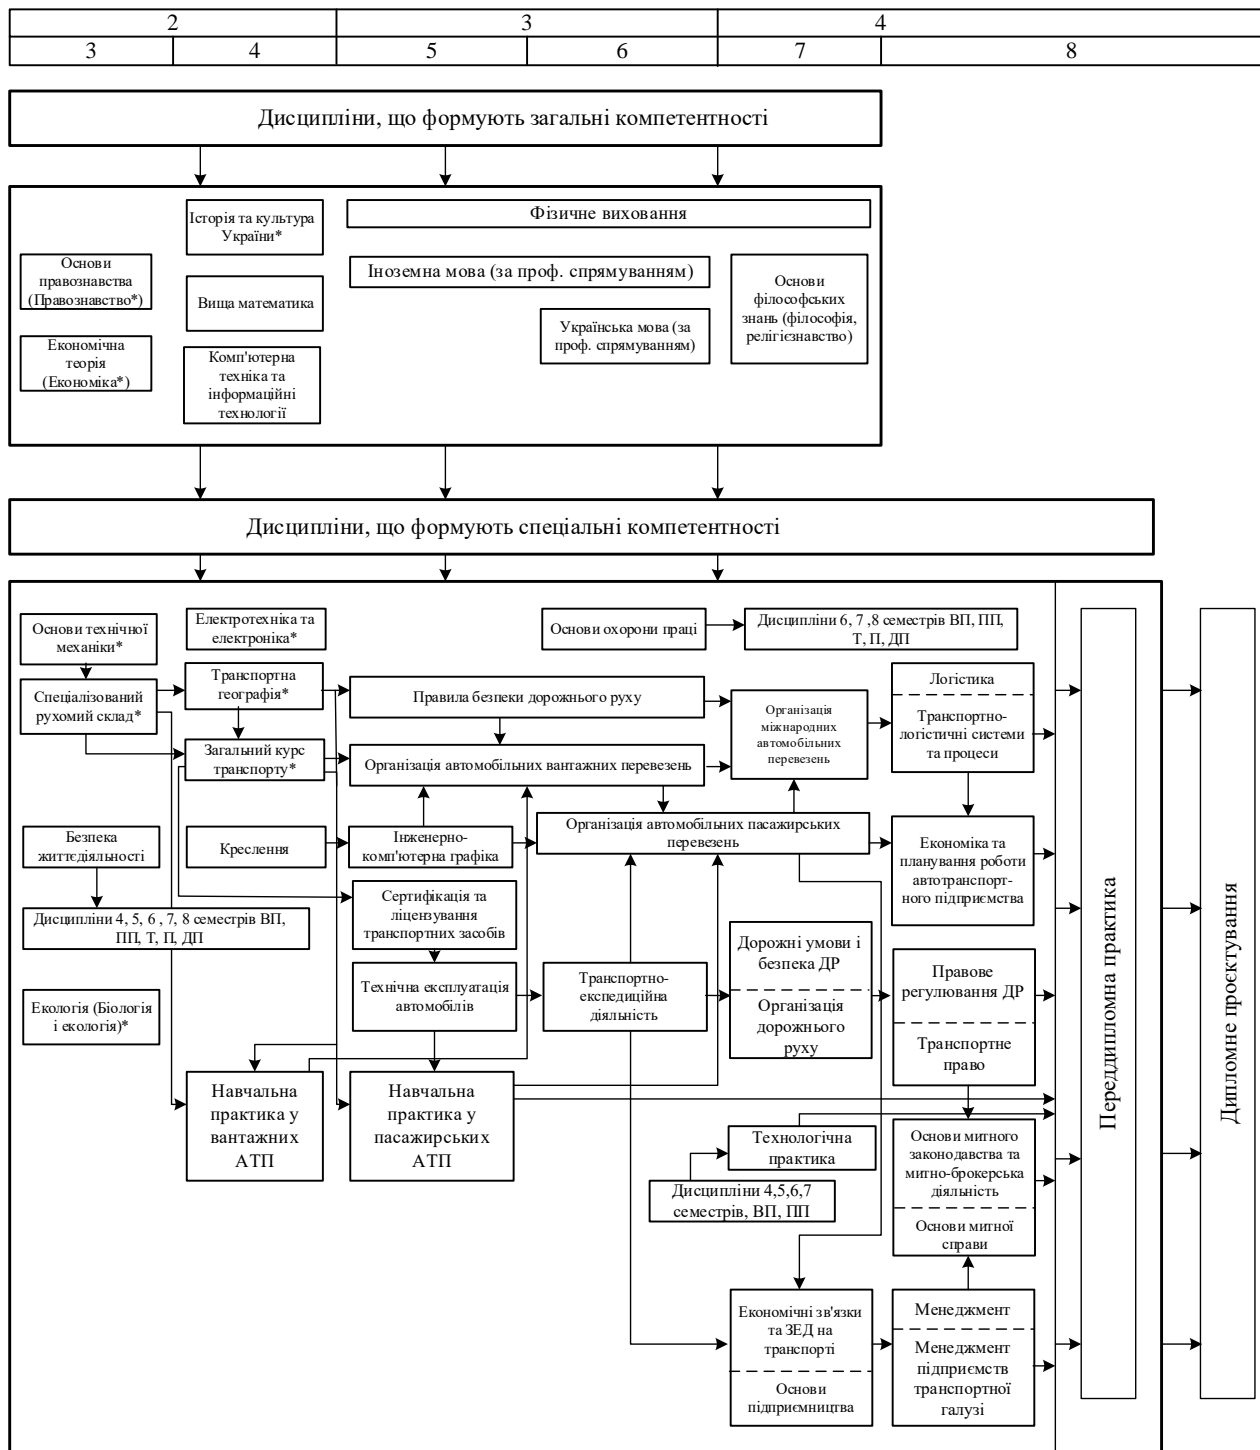 2 3 4
3 4 5 6 7 8
Дисципліни, що формують загальні компетентності
Історія та культура
України*
Фізичне виховання
Основи
правознавства
(Правознавство*)
Вища математика
Іноземна мова (за проф. спрямуванням)
Основи
філософських
знань (філософія,
релігієзнавство)
Українська мова (за
проф. спрямуванням)
Економічна
теорія
(Економіка*)
Комп'ютерна
техніка та
інформаційні
технології
Дисципліни, що формують спеціальні компетентності
Основи технічної
механіки*
Електротехніка та
електроніка*
Основи охорони праці
Дисципліни 6, 7 ,8 семестрів ВП, ПП,
Т, П, ДП
Спеціалізований
рухомий склад*
Транспортна
географія*
Правила безпеки дорожнього руху
Організація
міжнародних
автомобільних
перевезень
Логістика
Транспортно-
логістичні системи
та процеси
Загальний курс
транспорту*
Організація автомобільних вантажних перевезень
Безпека
життєдіяльності
Креслення
Інженерно-
комп'ютерна графіка
Організація автомобільних пасажирських
перевезень
Економіка та
планування роботи
автотранспорт-
ного підприємства
Сертифікація та
ліцензування
транспортних засобів
Дисципліни 4, 5, 6 , 7, 8 семестрів ВП,
ПП, Т, П, ДП
Технічна експлуатація
автомобілів
Транспортно-
експедиційна
діяльність
Дорожні умови і
безпека ДР
Організація
дорожнього
руху
Правове
регулювання ДР
Транспортне
право
Екологія (Біологія
і екологія)*
Навчальна
практика у
вантажних
АТП
Навчальна
практика у
пасажирських
АТП
Технологічна
практика
Дисципліни 4,5,6,7
семестрів, ВП, ПП
Основи митного
законодавства та
митно-брокерська
діяльність
Основи митної
справи
Економічні зв'язки
та ЗЕД на
транспорті
Основи
підприємництва
Менеджмент
Менеджмент
підприємств
транспортної
галузі
Переддипломна практика
Дипломне проєктування